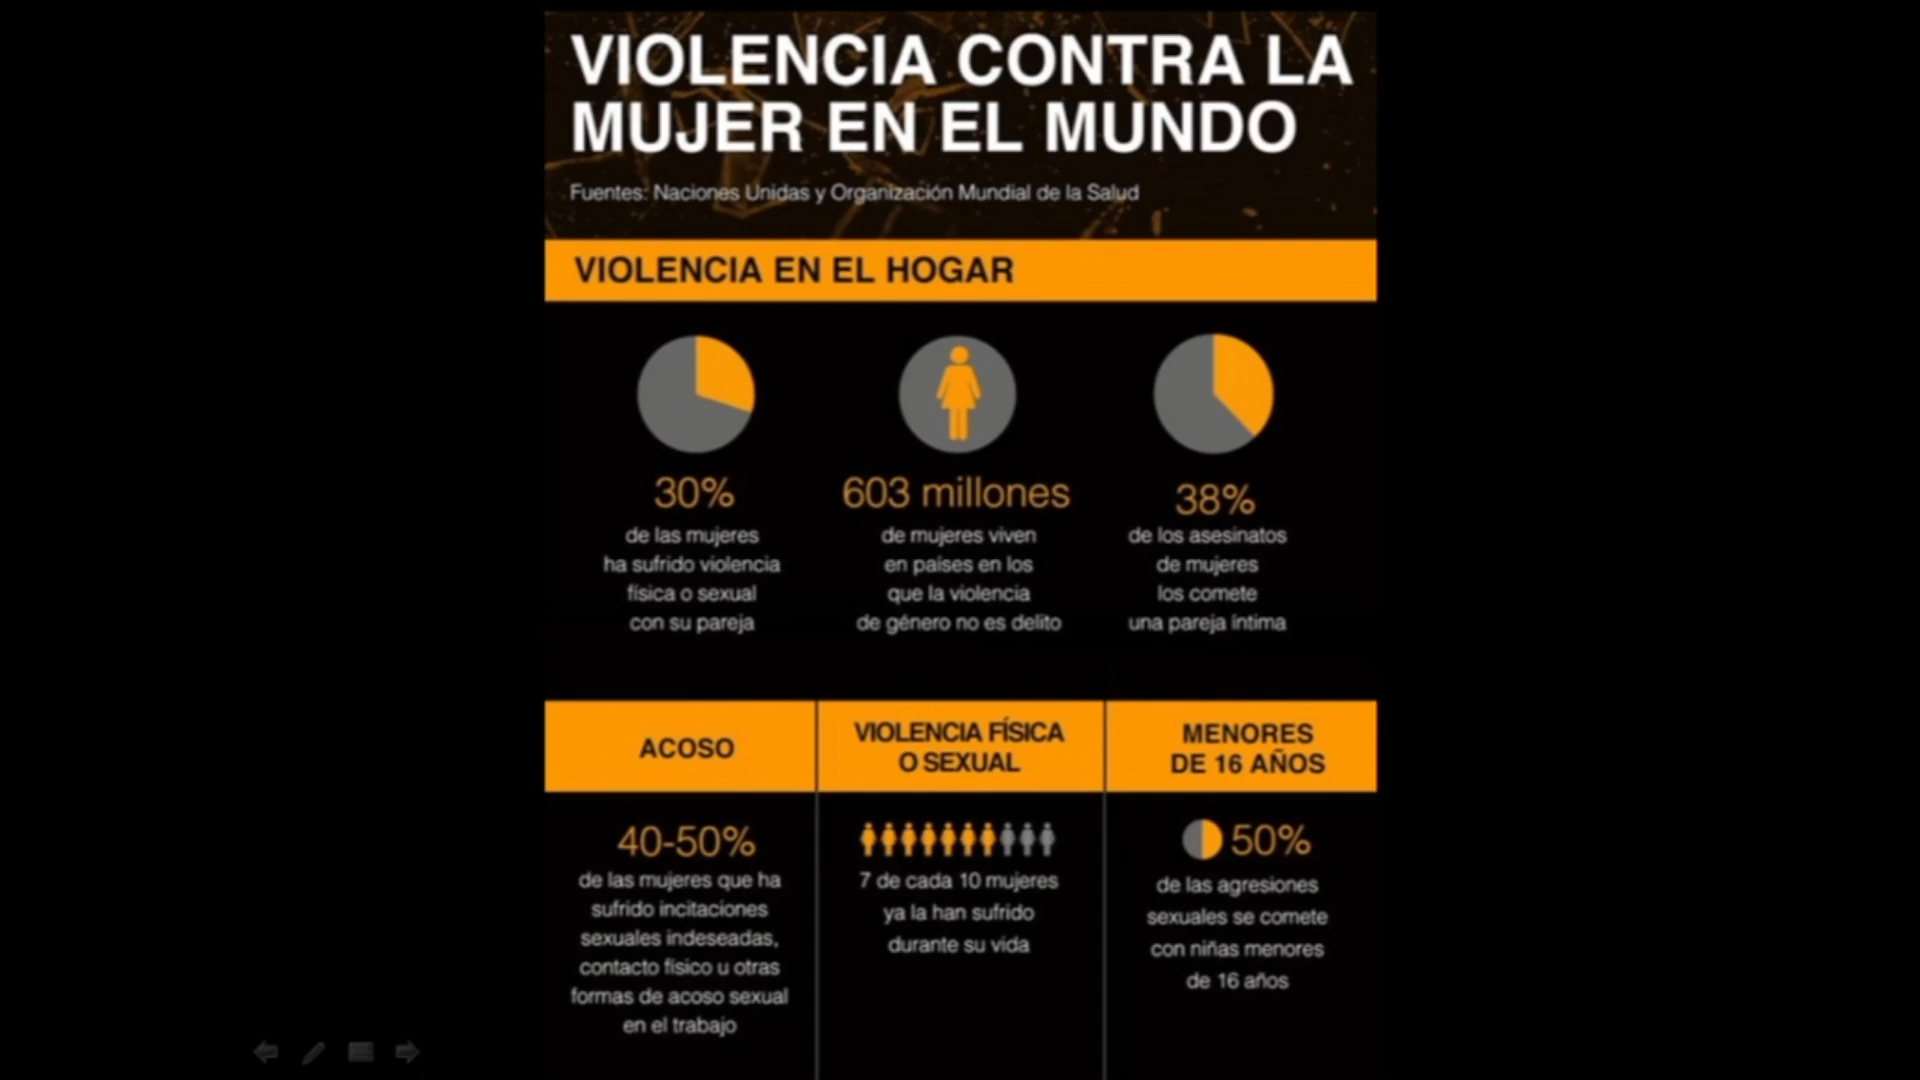 VIOLENCIA CONTRA LA
MUJER EN EL MUNDO
Fuentes: Naciones Unidas y Organización Mundial de la Salud
VIOLENCIA EN EL HOGAR
30%
de las mujeres
ha sufrido violencia
física o sexual
con su pareja
603 millones
de mujeres viven
en países en los
que la violencia
de género no es delito
38%
de los asesinatos
de mujeres
los comete
una pareja íntima
ACOSO
40-50%
de las mujeres que ha
sufrido incitaciones
sexuales indeseadas,
contacto físico u otras
formas de acoso sexual
en el trabajo
VIOLENCIA FÍSICA
O SEXUAL
7 de cada 10 mujeres
ya la han sufrido
durante su vida
MENORES
DE 16 AÑOS
50%
de las agresiones
sexuales se comete
con niñas menores
de 16 años